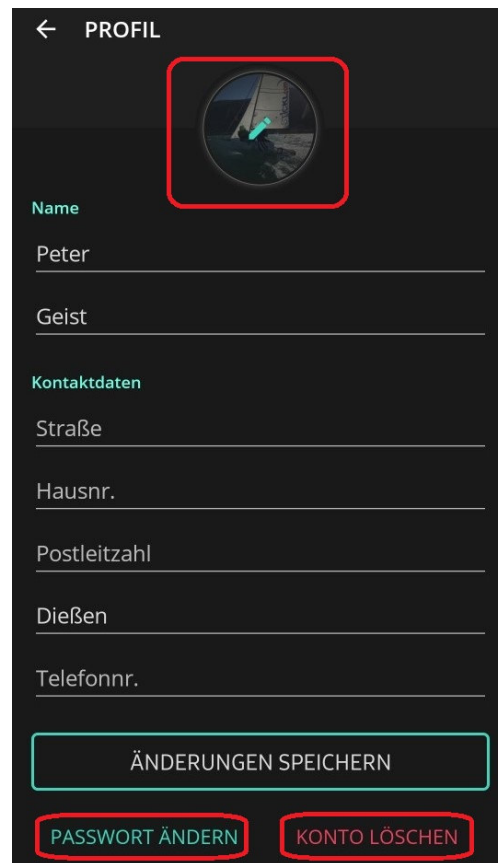 PROFIL
Name
Peter
Geist
Kontaktdaten
Straße
Hausnr.
Postleitzahl
Dießen
Telefonnr.
ÄNDERUNGEN SPEICHERN
PASSWORT ÄNDERN KONTO LÖSCHEN